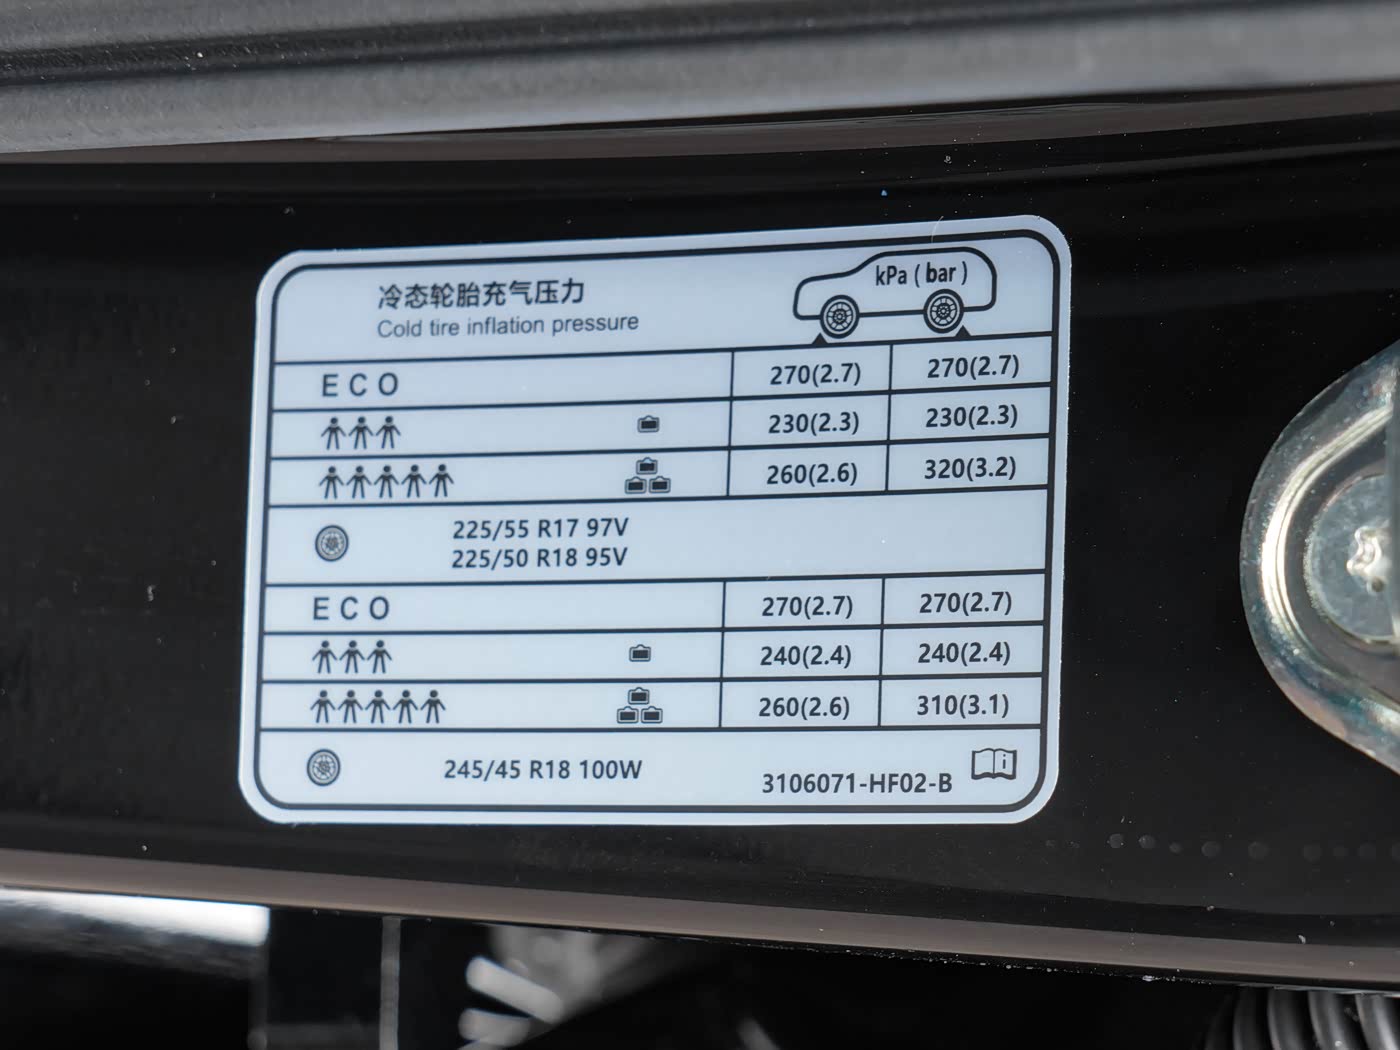 冷态轮胎充气压力
Cold tire inflation pressure
kPa ( bar )
ECO 270(2.7) 270(2.7)
230(2.3) 230(2.3)
260(2.6) 320(3.2)
225/55 R17 97V
225/50 R18 95V
ECO 270(2.7) 270(2.7)
240(2.4) 240(2.4)
260(2.6) 310(3.1)
245/45 R18 100W
3106071-HF02-B